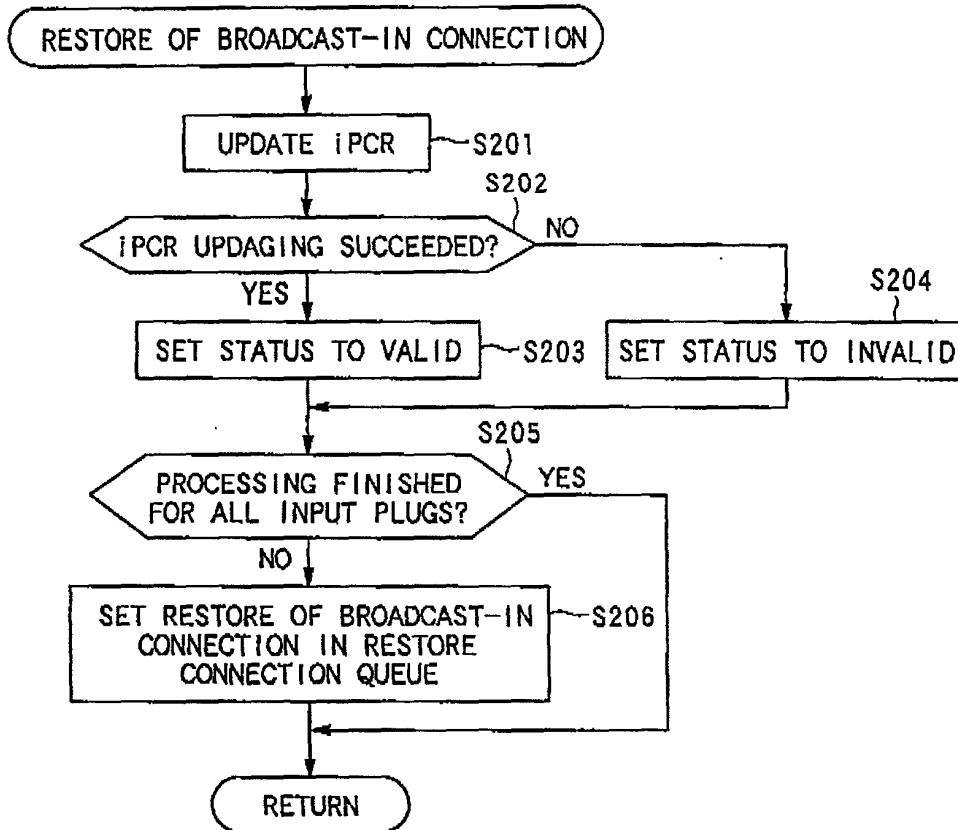 RESTORE OF BROADCAST-IN CONNECTION
UPDATE iPCR
S201
S202
iPCR UPDAGING SUCCEEDED?
NO
YES
S204
SET STATUS TO VALID
S203
SET STATUS TO INVALID
S205
PROCESSING FINISHED
FOR ALL INPUT PLUGS?
YES
NO
SET RESTORE OF BROADCAST-IN
CONNECTION IN RESTORE
CONNECTION QUEUE
S206
RETURN